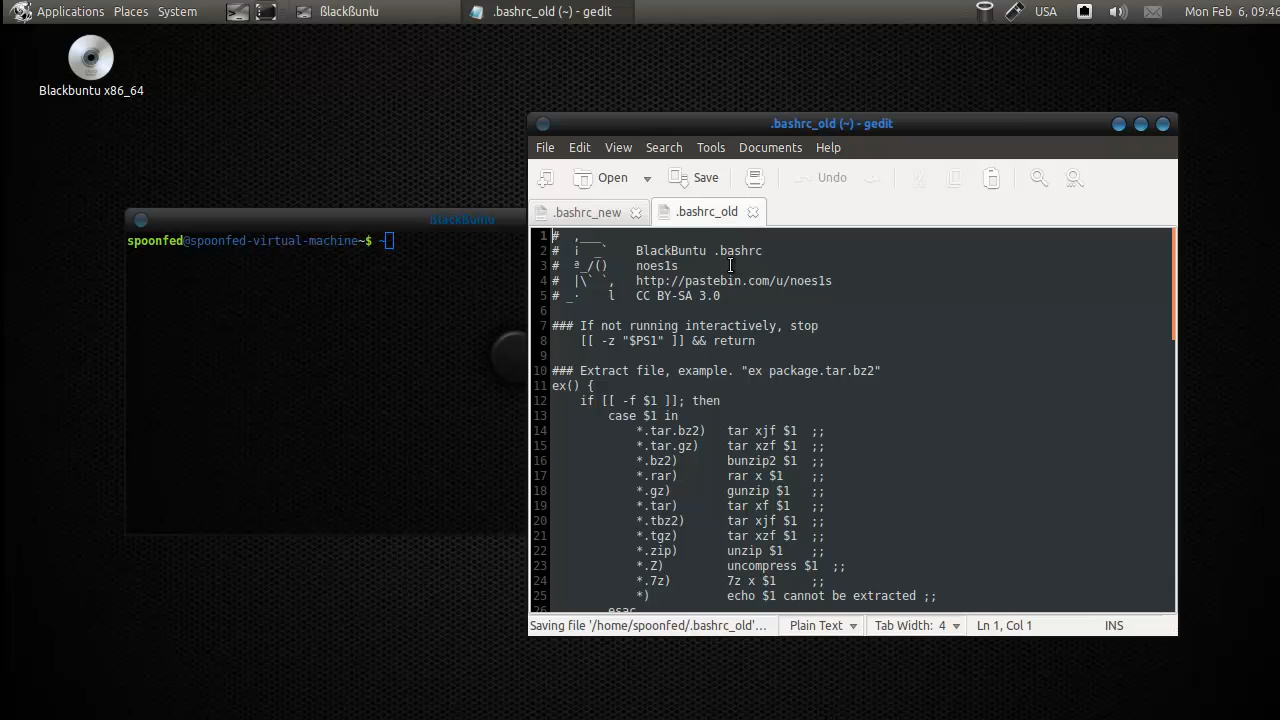 Applications Places System ßlackßunłu .bashrc_old (~) - gedit USA Mon Feb 6, 09:46
Blackbuntu x86_64
.bashrc_old (~) - gedit
File Edit View Search Tools Documents Help
Open Save Undo
.bashrc_new .bashrc_old
ßlackßunłu
spoonfed@spoonfed-virtual-machine~$ ~
1 #  ,___
2 #  i  _`    BlackBuntu .bashrc
3 #  ª_/()    noes1s
4 #  |\` `,   http://pastebin.com/u/noes1s
5 # _·    l   CC BY-SA 3.0
6
7 ### If not running interactively, stop
8     [[ -z "$PS1" ]] && return
9
10 ### Extract file, example. "ex package.tar.bz2"
11 ex() {
12     if [[ -f $1 ]]; then
13         case $1 in
14             *.tar.bz2)   tar xjf $1  ;;
15             *.tar.gz)    tar xzf $1  ;;
16             *.bz2)       bunzip2 $1  ;;
17             *.rar)       rar x $1    ;;
18             *.gz)        gunzip $1   ;;
19             *.tar)       tar xf $1   ;;
20             *.tbz2)      tar xjf $1  ;;
21             *.tgz)       tar xzf $1  ;;
22             *.zip)       unzip $1    ;;
23             *.Z)         uncompress $1  ;;
24             *.7z)        7z x $1     ;;
25             *)           echo $1 cannot be extracted ;;
26         esac
Saving file '/home/spoonfed/.bashrc_old'... Plain Text Tab Width: 4 Ln 1, Col 1 INS